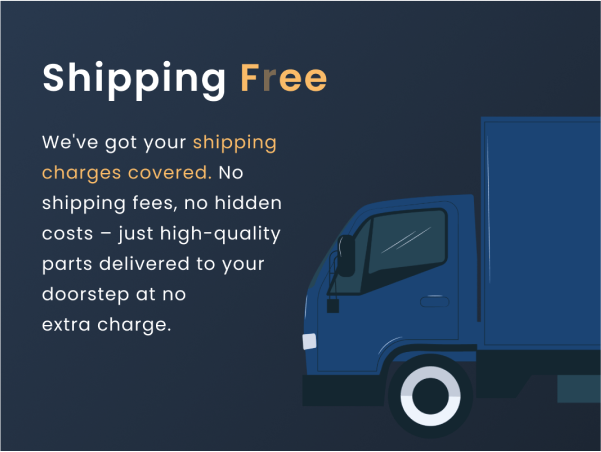 Shipping Free
We've got your shipping
charges covered. No
shipping fees, no hidden
costs – just high-quality
parts delivered to your
doorstep at no
extra charge.